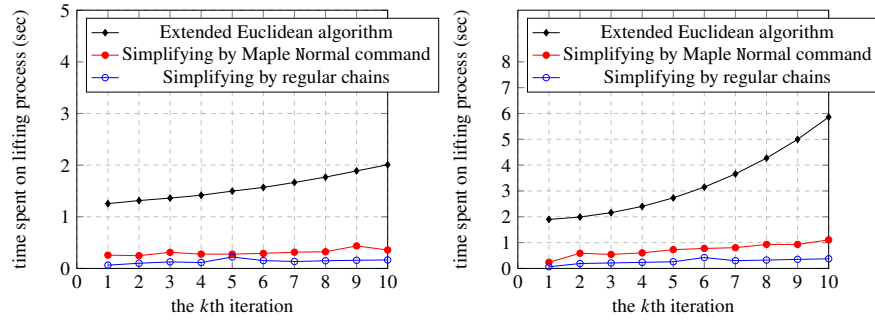 5
4
3
2
1
0
time spent on lifting process (sec)
Extended Euclidean algorithm
Simplifying by Maple Normal command
Simplifying by regular chains
0 1 2 3 4 5 6 7 8 9 10
the kth iteration
8
7
6
5
4
3
2
1
0
time spent on lifting process (sec)
Extended Euclidean algorithm
Simplifying by Maple Normal command
Simplifying by regular chains
0 1 2 3 4 5 6 7 8 9 10
the kth iteration